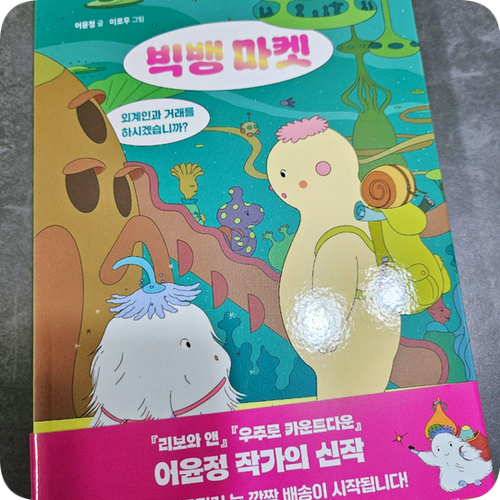 어윤정 글 이로우 그림
빅뱅 마켓
외계인과 거래를
하시겠습니까?
『리보와 앤』 『우주로 카운트다운』
어윤정 작가의 신작
는 깜짝 배송이 시작됩니다!